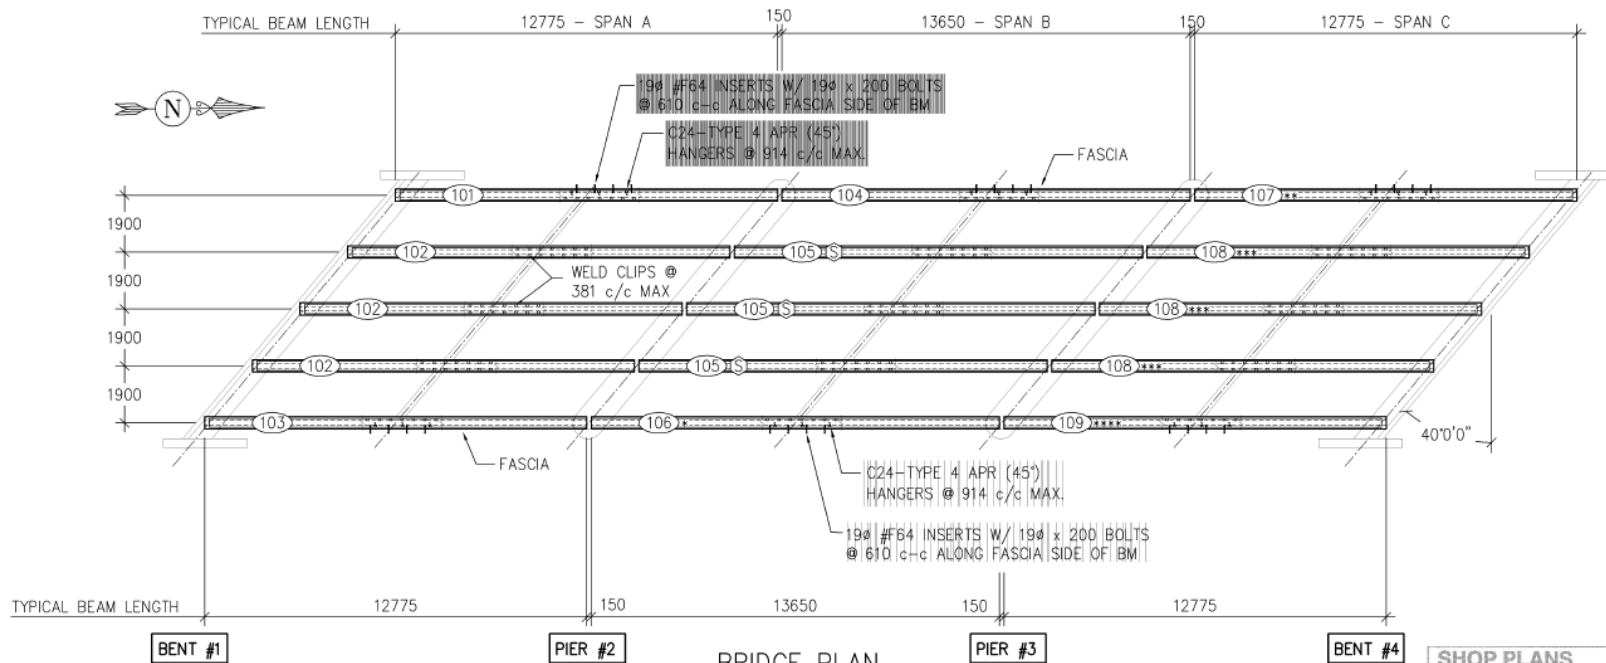 TYPICAL BEAM LENGTH 12775 - SPAN A 150 13650 - SPAN B 150 12775 - SPAN C
19ø #F64 INSERTS W/ 19ø x 200 BOLTS
@ 610 c-c ALONG FASCIA SIDE OF BM
N
C24-TYPE 4 APR (45°)
HANGERS @ 914 c/c MAX.
FASCIA
101 104 107 **
1900
102 105 S 108 ***
1900
WELD CLIPS @
381 c/c MAX
102 105 S 108 ***
1900
102 105 S 108 ***
1900
103 106 * 109 ****
40°0'0"
FASCIA
C24-TYPE 4 APR (45°)
HANGERS @ 914 c/c MAX.
19ø #F64 INSERTS W/ 19ø x 200 BOLTS
@ 610 c-c ALONG FASCIA SIDE OF BM
TYPICAL BEAM LENGTH 12775 150 13650 150 12775
BENT #1 PIER #2 PIER #3 BENT #4
BRIDGE PLAN
SHOP PLANS